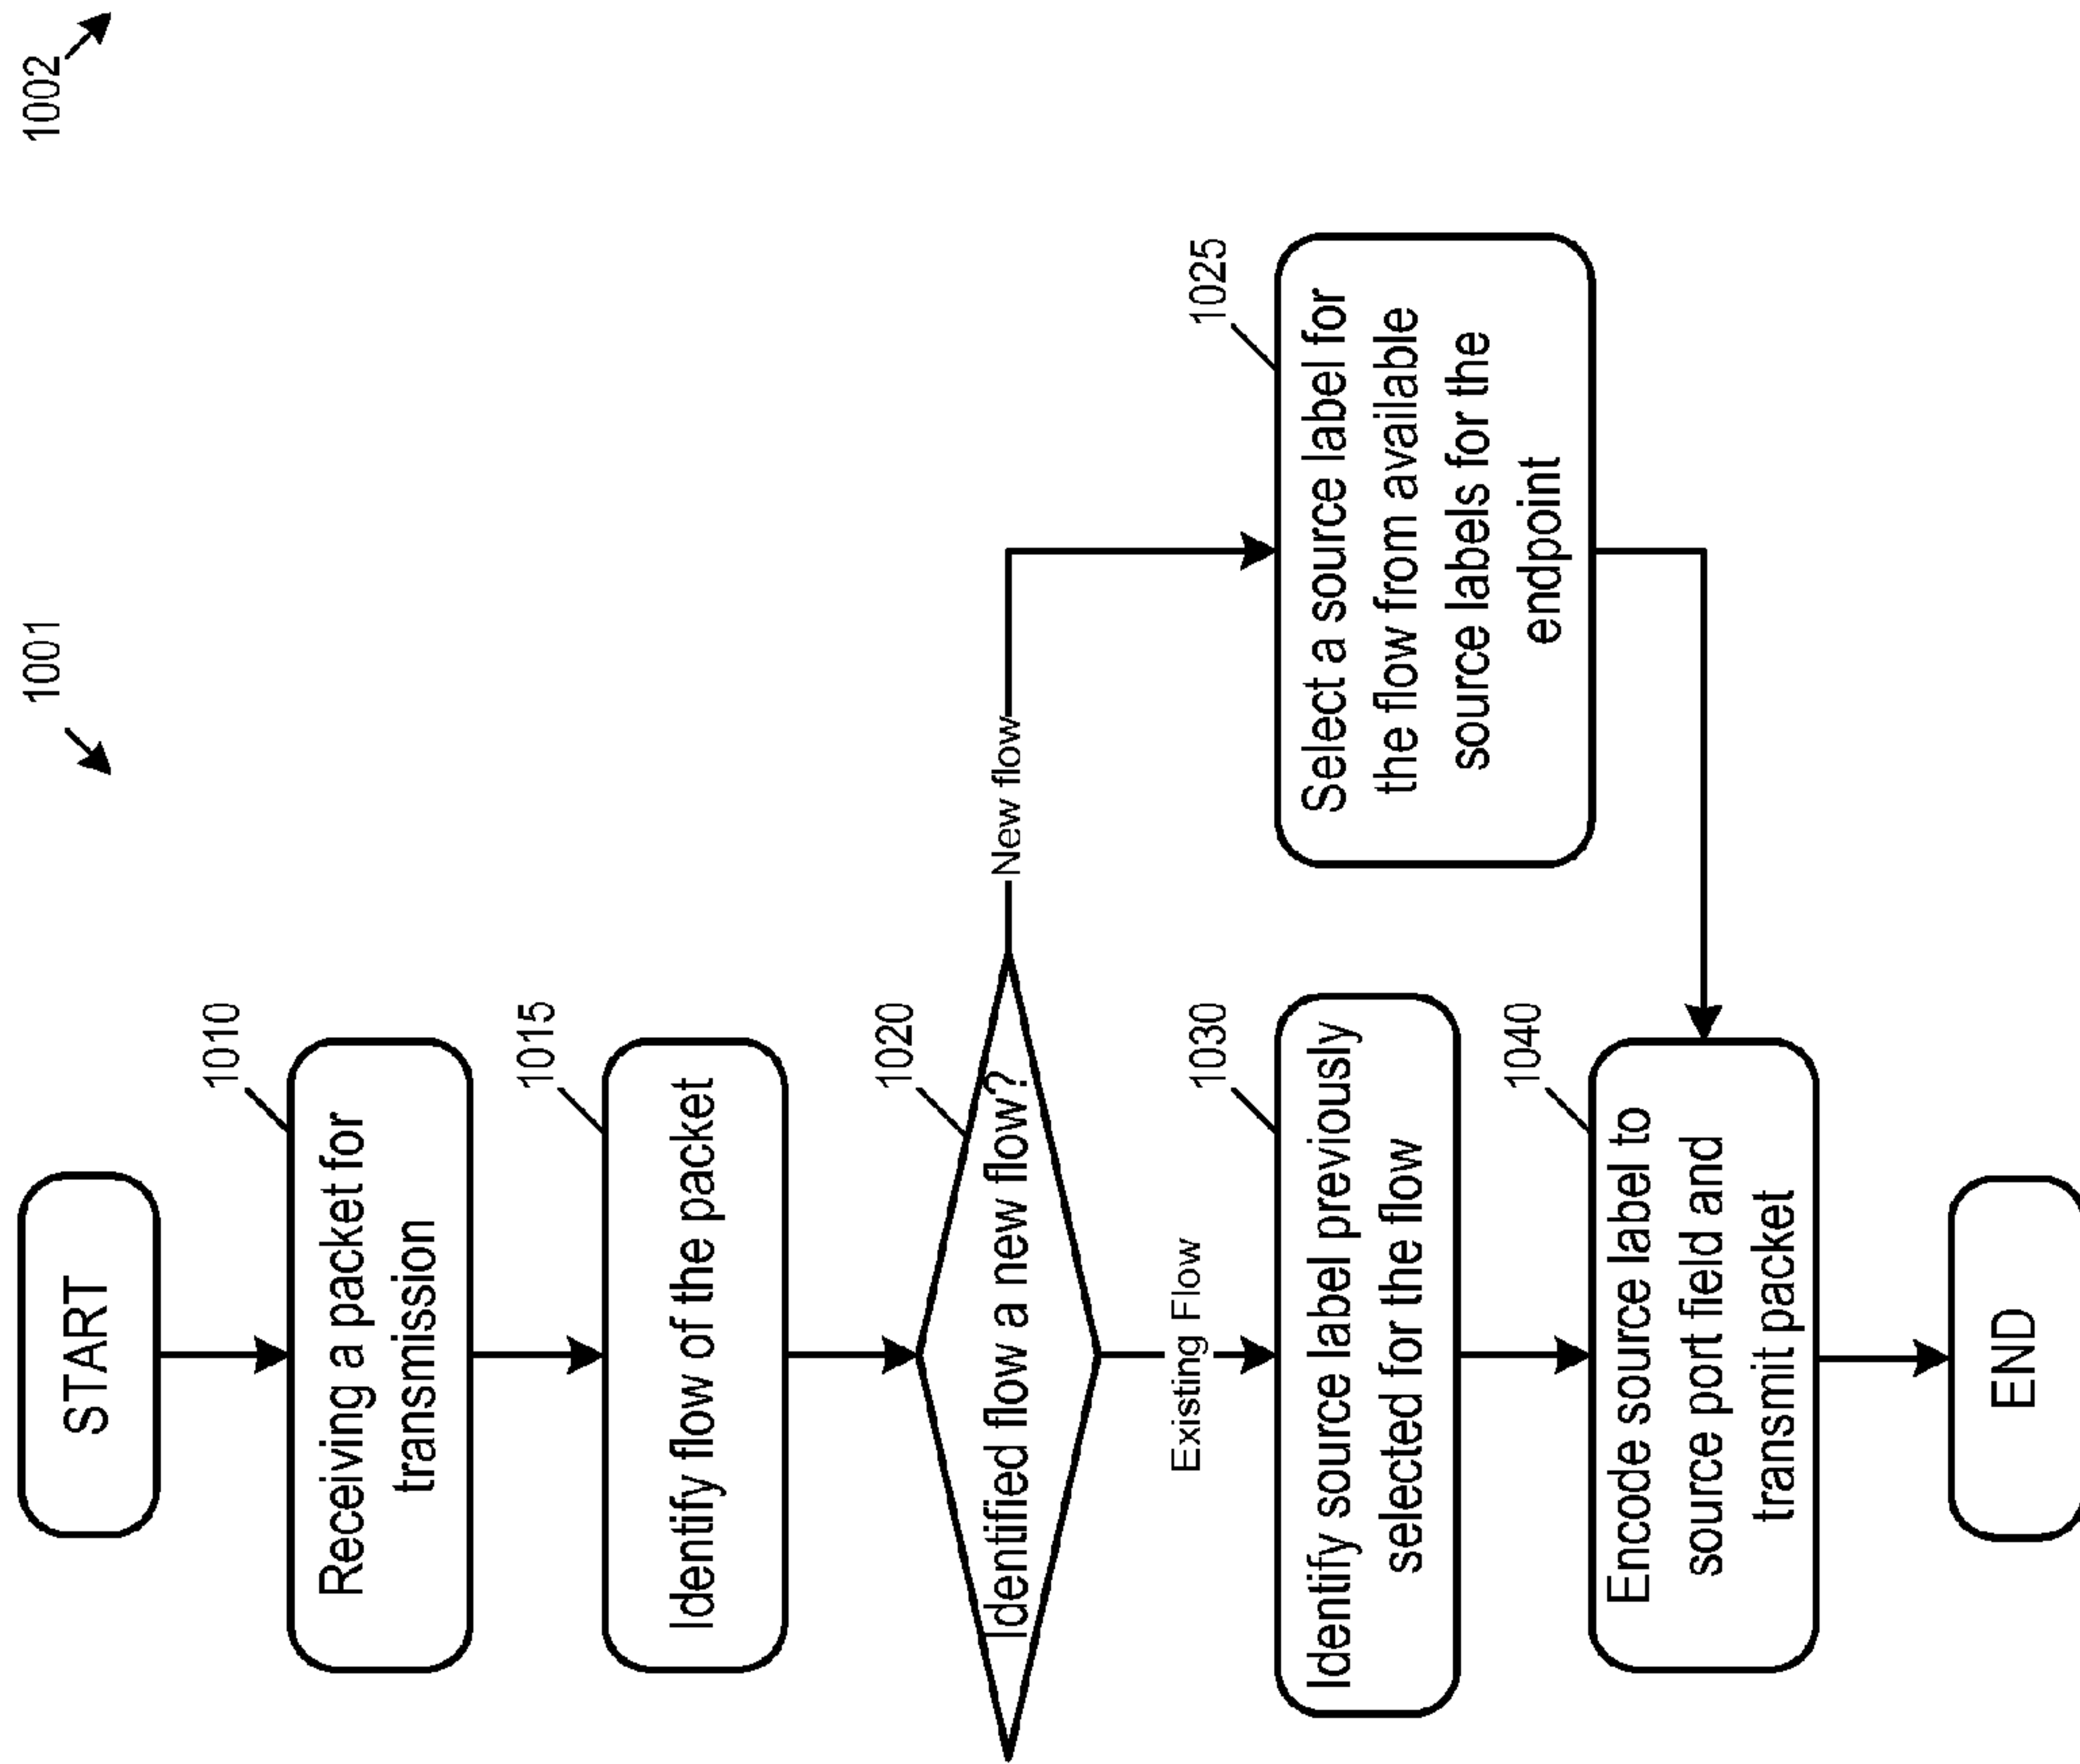 1001
1002
START
1010
Receiving a packet for
transmission
1015
Identify flow of the packet
1020
Identified flow a new flow?
New flow
Existing Flow
1030
Identify source label previously
selected for the flow
1025
Select a source label for
the flow from available
source labels for the
endpoint
1040
Encode source label to
source port field and
transmit packet
END